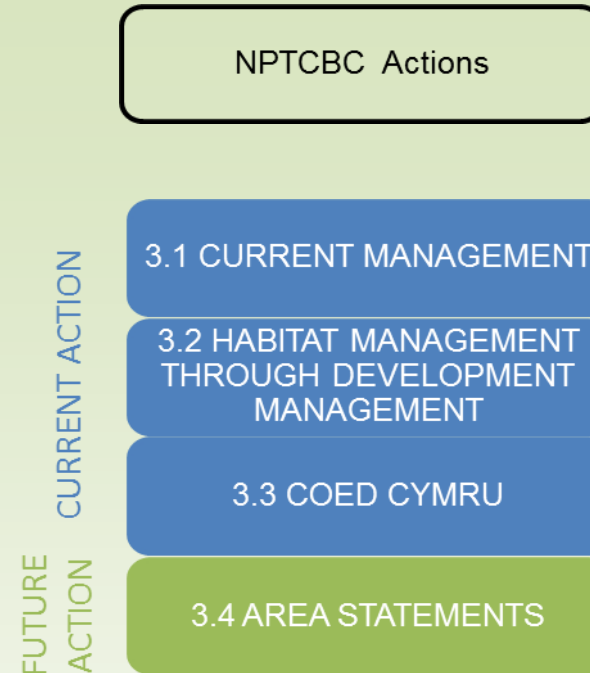 NPTCBC Actions
CURRENT ACTION
3.1 CURRENT MANAGEMENT
3.2 HABITAT MANAGEMENT
THROUGH DEVELOPMENT
MANAGEMENT
3.3 COED CYMRU
FUTURE
ACTION
3.4 AREA STATEMENTS